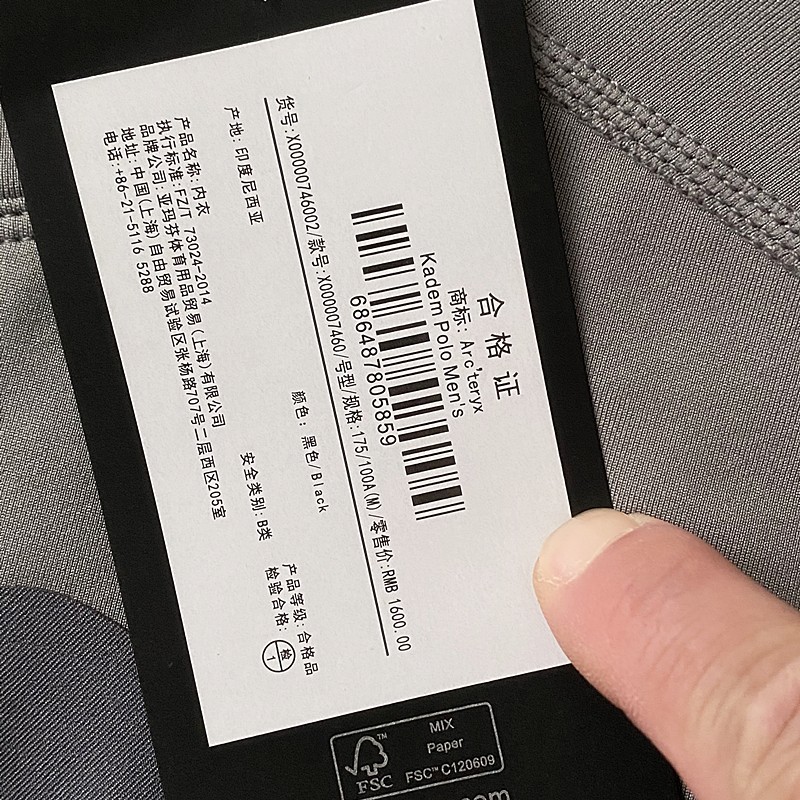 合格证
商标: Arc'teryx
Kadem Polo Men's
686487805859
货号:X000007460​02/款号:X000007460/号型/规格:175/100A(M)/零售价:RMB 1600.00
产地: 印度尼西亚
颜色: 黑色/Black
安全类别: B类
产品等级: 合格品
检验合格: 检1
产品名称: 内衣
执行标准: FZ/T 73024-2014
品牌公司: 亚玛芬体育用品贸易(上海)有限公司
地址: 中国(上海)自由贸易试验区张杨路707号二层西区205室
电话: +86-21-5116 5288
FSC™
MIX
Paper
FSC™ C120609